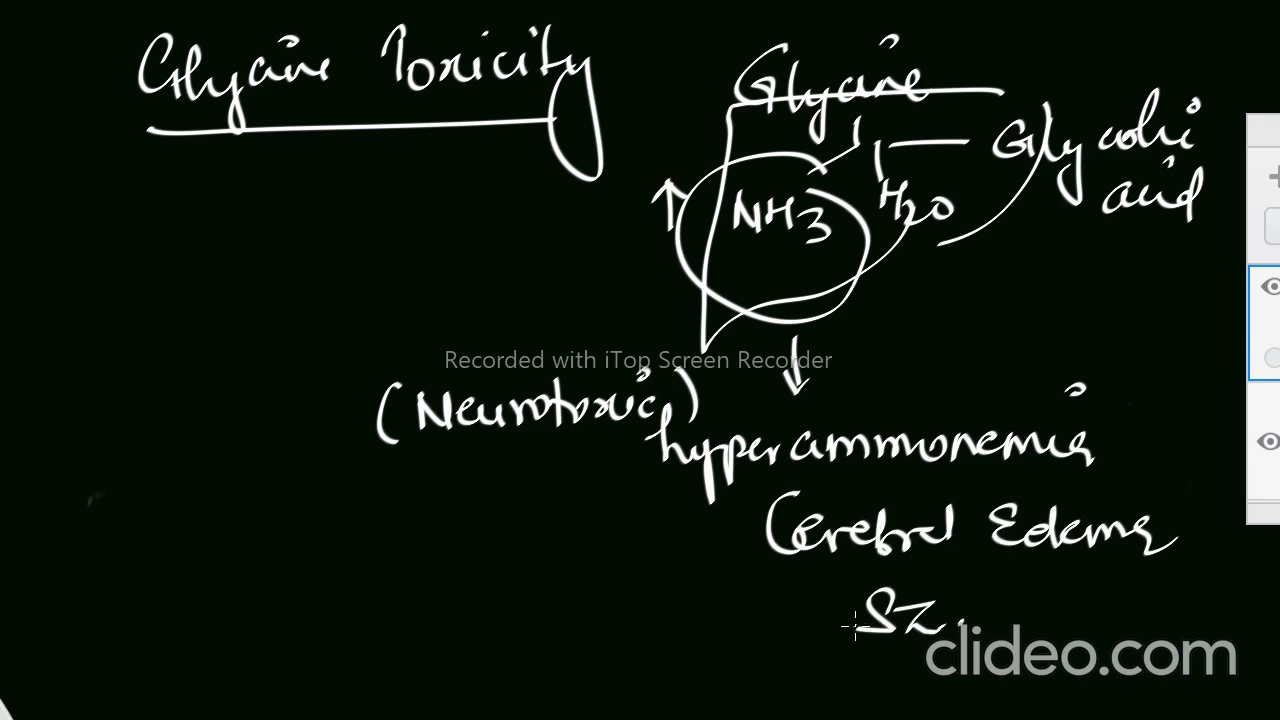 Glycine Toxicity
Glycine
Glycolic
acid
↑ NH3 H2O
↓
Recorded with iTop Screen Recorder
(Neurotoxic)
hyperammonemia
Cerebral Edema
SZ.
clideo.com